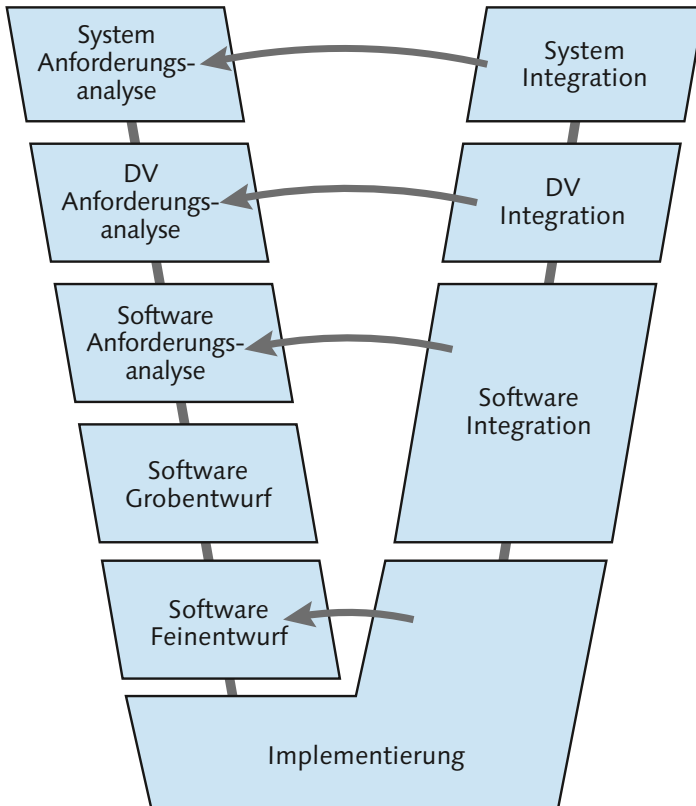 System
Anforderungs-
analyse
System
Integration
DV
Anforderungs-
analyse
DV
Integration
Software
Anforderungs-
analyse
Software
Integration
Software
Grobentwurf
Software
Feinentwurf
Implementierung